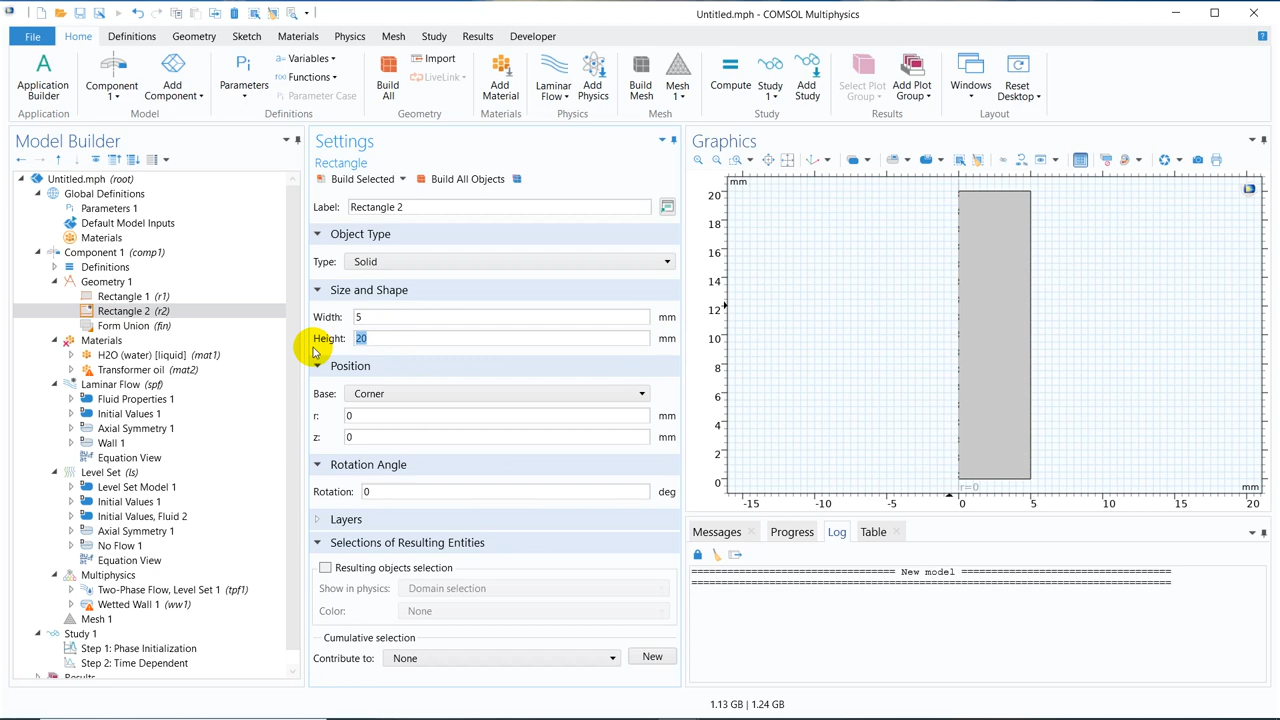 Untitled.mph - COMSOL Multiphysics
File Home Definitions Geometry Sketch Materials Physics Mesh Study Results Developer
Application Builder
Component 1
Add Component
Parameters
Variables
Functions
Parameter Case
Build All
Import
LiveLink
Add Material
Laminar Flow
Add Physics
Build Mesh
Mesh 1
Compute
Study 1
Add Study
Select Plot Group
Add Plot Group
Windows
Reset Desktop
Application Model Definitions Geometry Materials Physics Mesh Study Results Layout
Model Builder
Untitled.mph (root)
Global Definitions
Parameters 1
Default Model Inputs
Materials
Component 1 (comp1)
Definitions
Geometry 1
Rectangle 1 (r1)
Rectangle 2 (r2)
Form Union (fin)
Materials
H2O (water) [liquid] (mat1)
Transformer oil (mat2)
Laminar Flow (spf)
Fluid Properties 1
Initial Values 1
Axial Symmetry 1
Wall 1
Equation View
Level Set (ls)
Level Set Model 1
Initial Values 1
Initial Values, Fluid 2
Axial Symmetry 1
No Flow 1
Equation View
Multiphysics
Two-Phase Flow, Level Set 1 (tpf1)
Wetted Wall 1 (ww1)
Mesh 1
Study 1
Step 1: Phase Initialization
Step 2: Time Dependent
Results
Settings
Rectangle
Build Selected Build All Objects
Label: Rectangle 2
Object Type
Type: Solid
Size and Shape
Width: 5 mm
Height: 20 mm
Position
Base: Corner
r: 0 mm
z: 0 mm
Rotation Angle
Rotation: 0 deg
Layers
Selections of Resulting Entities
Resulting objects selection
Show in physics: Domain selection
Color: None
Cumulative selection
Contribute to: None New
Graphics
mm
20
18
16
14
12
10
8
6
4
2
0
r=0
mm
-15 -10 -5 0 5 10 15 20
Messages Progress Log Table
================================== New model ===================================
1.13 GB | 1.24 GB